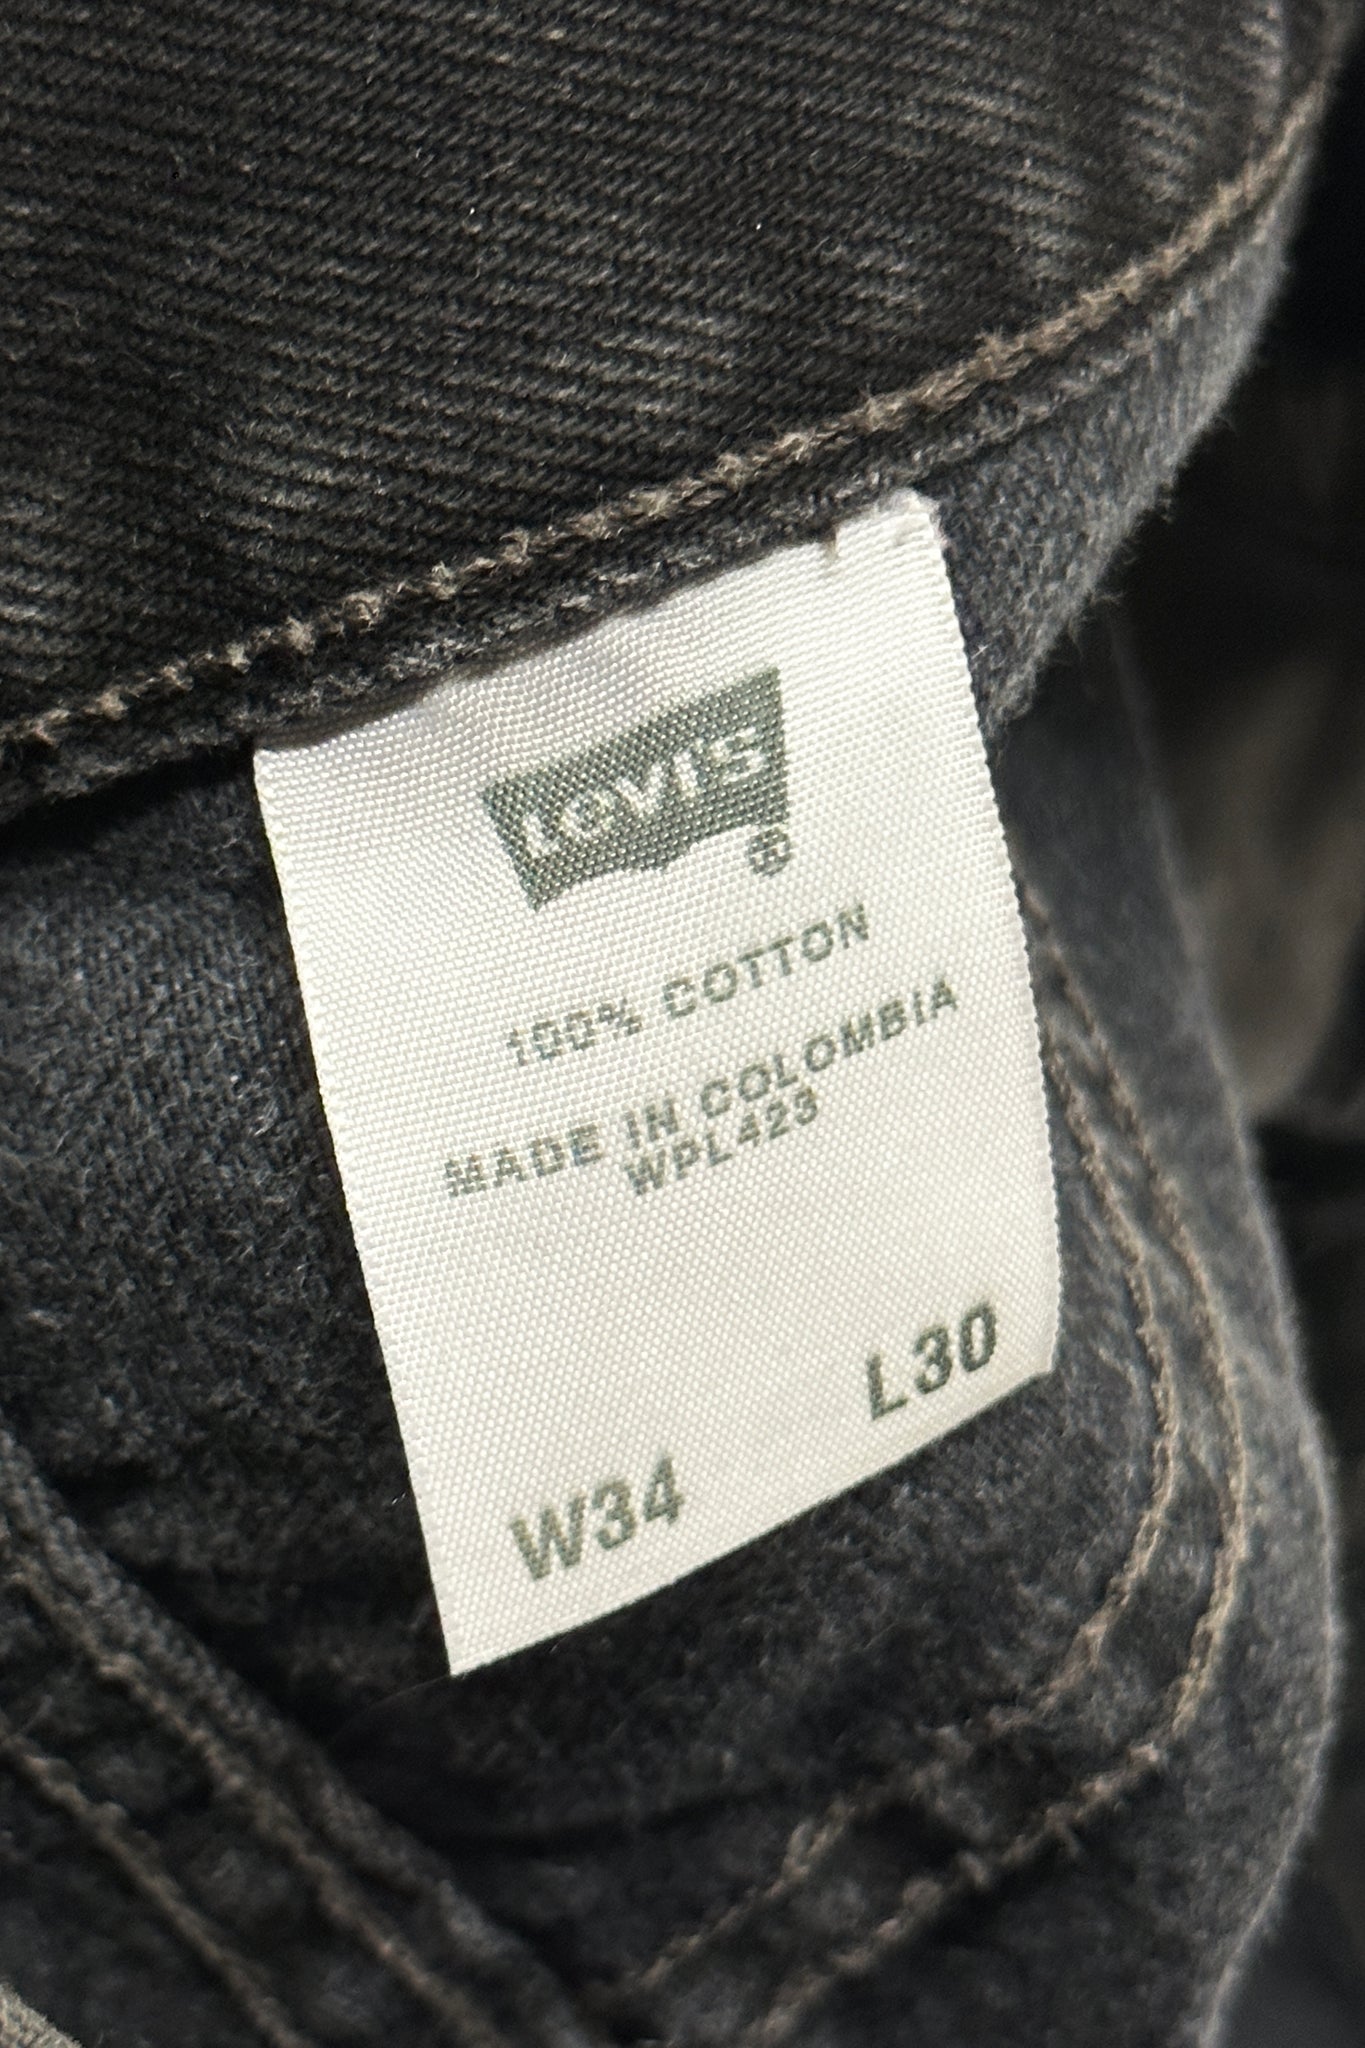 Levi's
®
100% COTTON
MADE IN COLOMBIA
WPL423
W34 L30